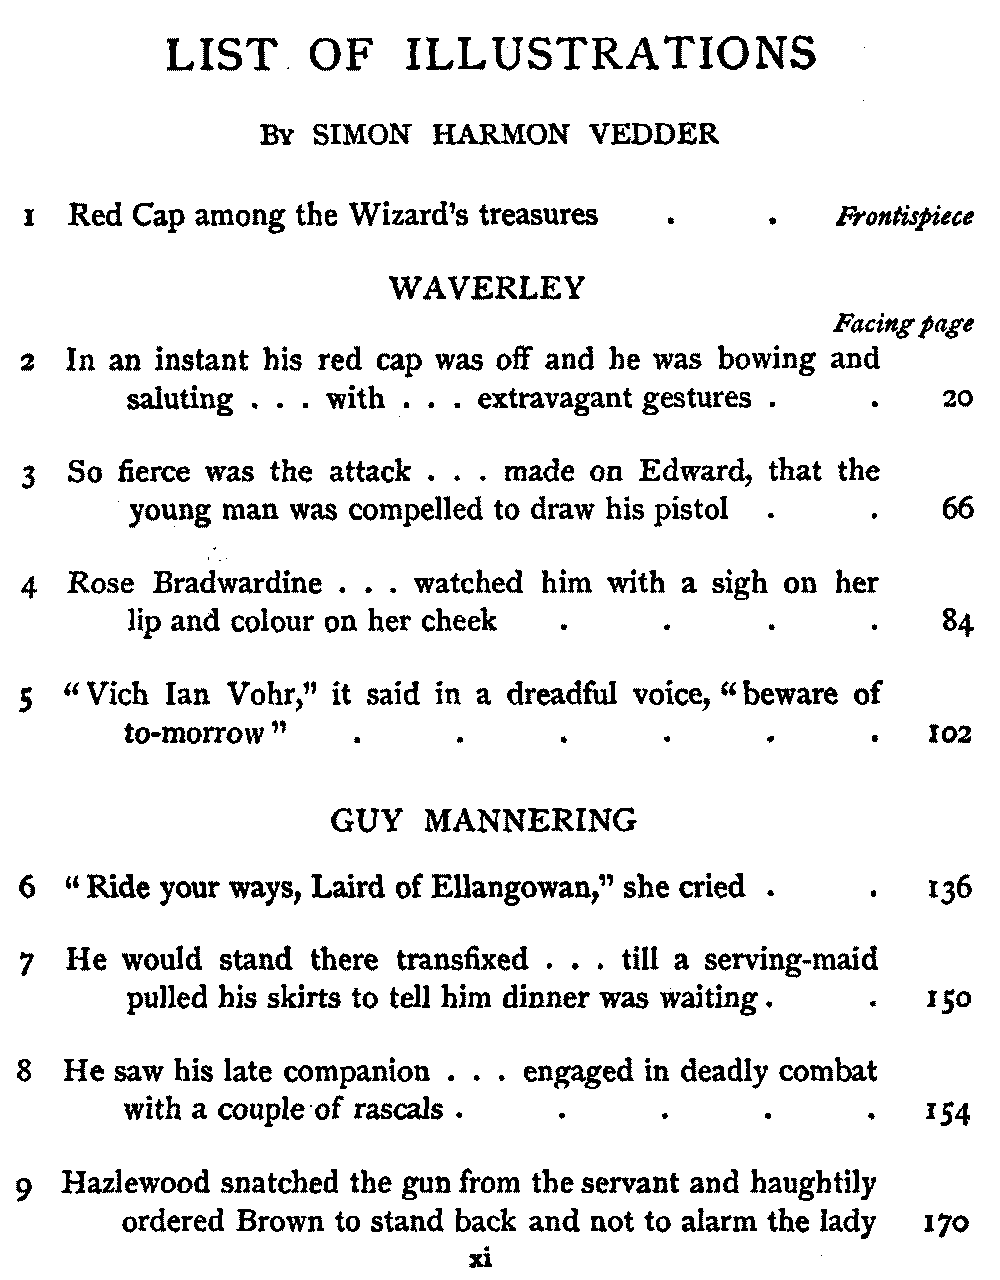 LIST OF ILLUSTRATIONS
BY SIMON HARMON VEDDER
1 Red Cap among the Wizard's treasures . . Frontispiece
WAVERLEY
Facing page
2 In an instant his red cap was off and he was bowing and
saluting . . . with . . . extravagant gestures . . 20
3 So fierce was the attack . . . made on Edward, that the
young man was compelled to draw his pistol . . 66
4 Rose Bradwardine . . . watched him with a sigh on her
lip and colour on her cheek . . . . 84
5 “Vich Ian Vohr,” it said in a dreadful voice, “beware of
to-morrow” . . . . . . 102
GUY MANNERING
6 “Ride your ways, Laird of Ellangowan,” she cried . . 136
7 He would stand there transfixed . . . till a serving-maid
pulled his skirts to tell him dinner was waiting . . 150
8 He saw his late companion . . . engaged in deadly combat
with a couple of rascals . . . . . 154
9 Hazlewood snatched the gun from the servant and haughtily
ordered Brown to stand back and not to alarm the lady 170
xi